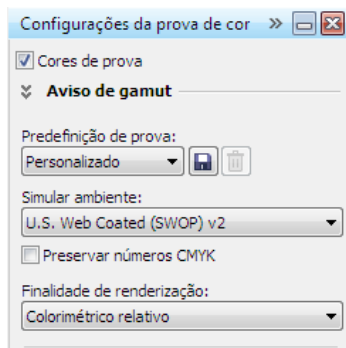 Configurações da prova de cor
Cores de prova
Aviso de gamut
Predefinição de prova:
Personalizado
Simular ambiente:
U.S. Web Coated (SWOP) v2
Preservar números CMYK
Finalidade de renderização:
Colorimétrico relativo